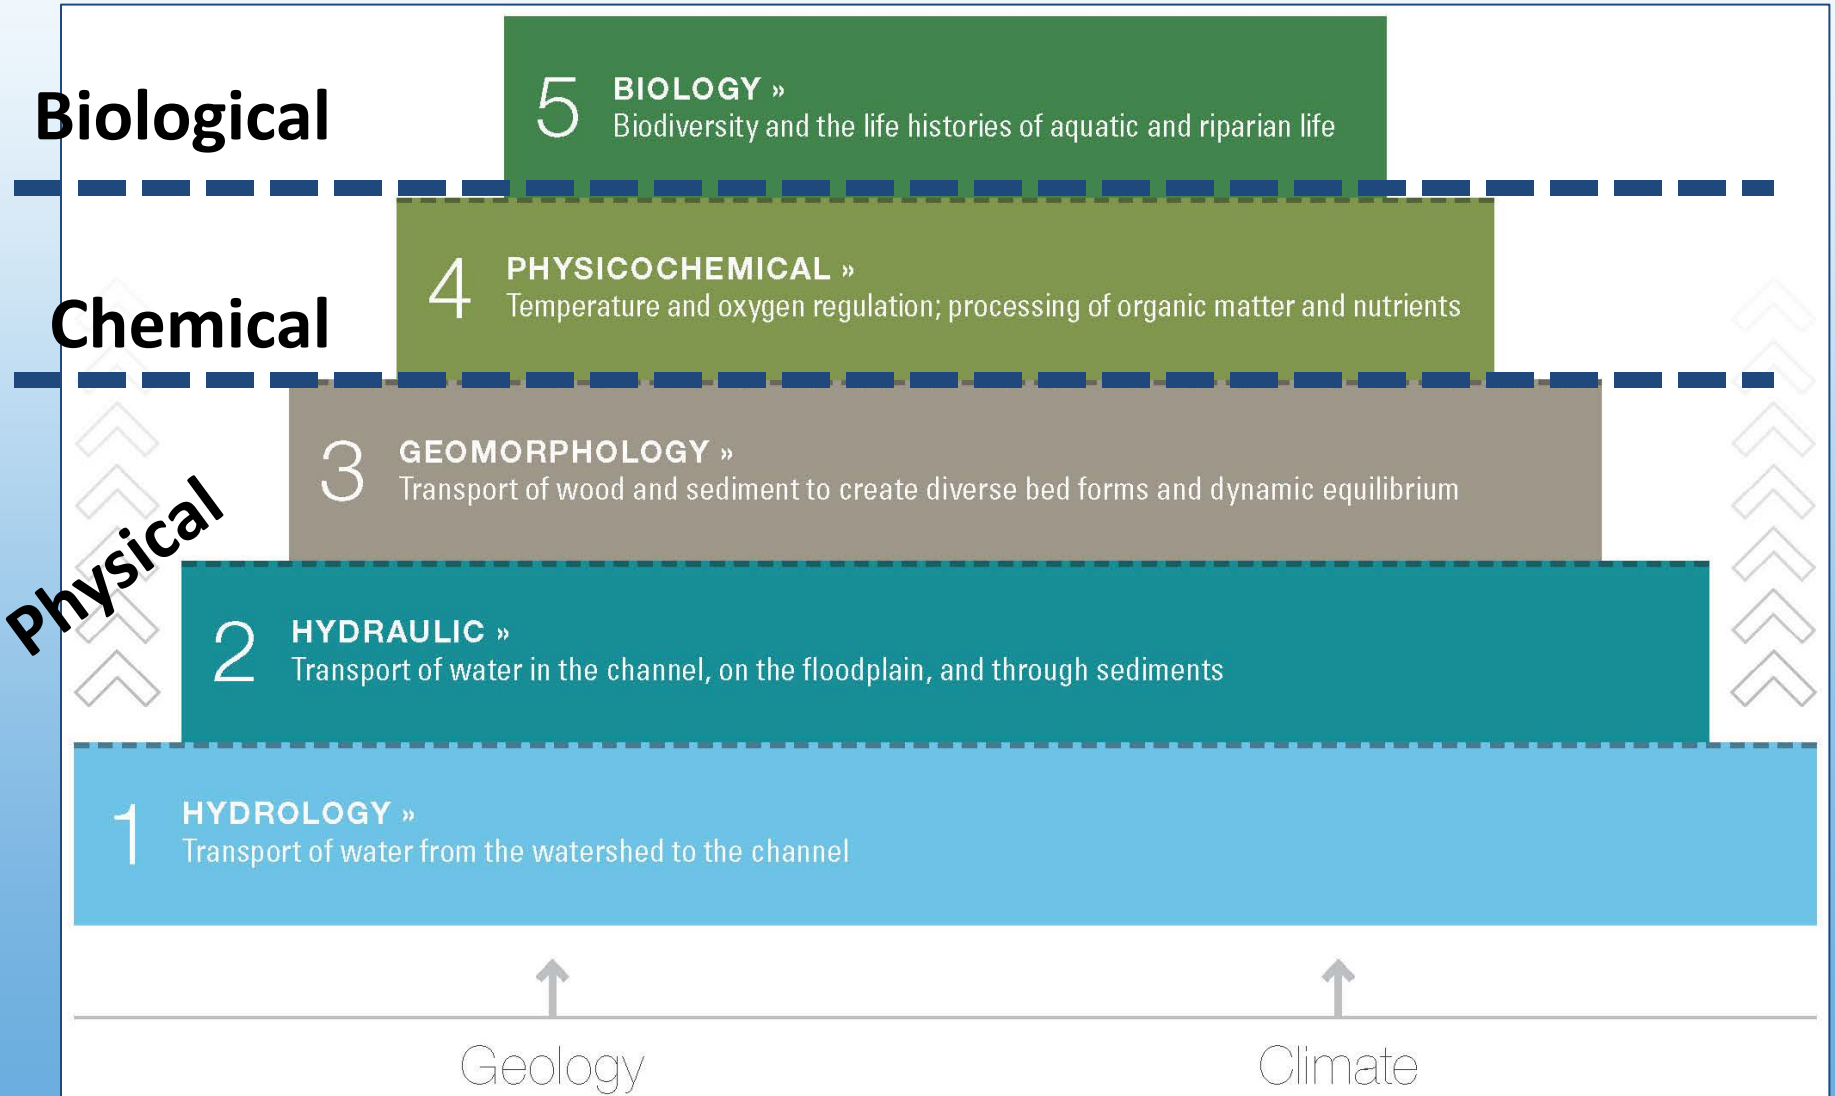 Biological
5
BIOLOGY »
Biodiversity and the life histories of aquatic and riparian life
Chemical
4
PHYSICOCHEMICAL »
Temperature and oxygen regulation; processing of organic matter and nutrients
Physical
3
GEOMORPHOLOGY »
Transport of wood and sediment to create diverse bed forms and dynamic equilibrium
2
HYDRAULIC »
Transport of water in the channel, on the floodplain, and through sediments
1
HYDROLOGY »
Transport of water from the watershed to the channel
Geology
Climate